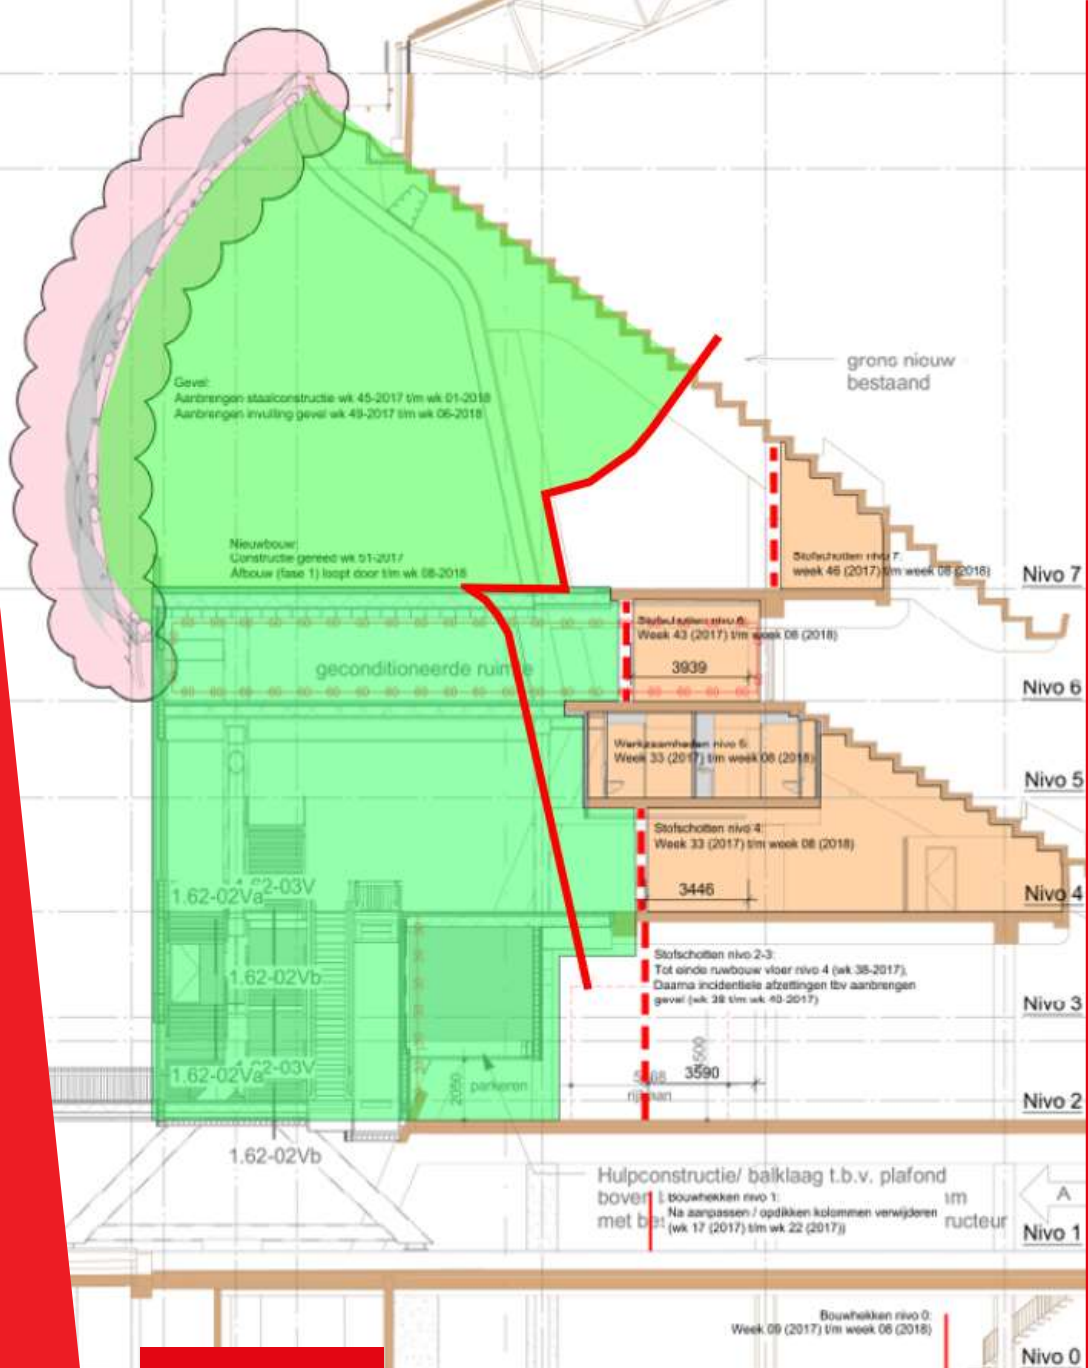 grens nieuw
bestaand
Gevel:
Aanbrengen staalconstructie wk 45-2017 t/m wk 01-2018
Aanbrengen invulling gevel wk 49-2017 t/m wk 06-2018
Nieuwbouw:
Constructie gereed wk 51-2017
Afbouw (fase 1) loopt door t/m wk 08-2018
Stofschotten nivo 7:
week 46 (2017) t/m week 08 (2018)
Nivo 7
Stofschotten nivo 6:
Week 43 (2017) t/m week 08 (2018)
geconditioneerde ruimte
3939
Nivo 6
Werkzaamheden nivo 5:
Week 33 (2017) t/m week 08 (2018)
Nivo 5
Stofschotten nivo 4:
Week 33 (2017) t/m week 08 (2018)
1.62-02Va
3446
Nivo 4
Stofschotten nivo 2-3:
Tot einde ruwbouw vloer nivo 4 (wk 38-2017),
Daarna incidentiele afzettingen tbv aanbrengen
gevel (wk 39 t/m wk 40-2017)
1.62-02Vb
Nivo 3
1.62-02Va
2050
parkeren
3590
Nivo 2
1.62-02Vb
Hulpconstructie/ balklaag t.b.v. plafond
boven
met
ructeur
Bouwhekken nivo 1:
Na aanpassen / opdikken kolommen verwijderen
(wk 17 (2017) t/m wk 22 (2017))
A
Nivo 1
Bouwhekken nivo 0:
Week 09 (2017) t/m week 08 (2018)
Nivo 0